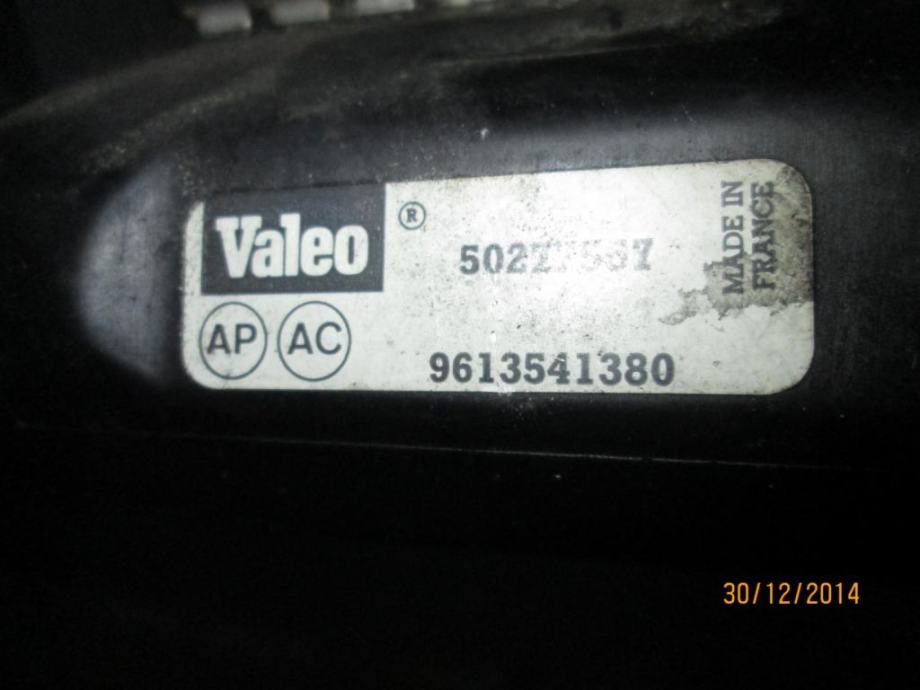 Valeo ®
MADE IN
FRANCE
AP AC
9613541380
30/12/2014